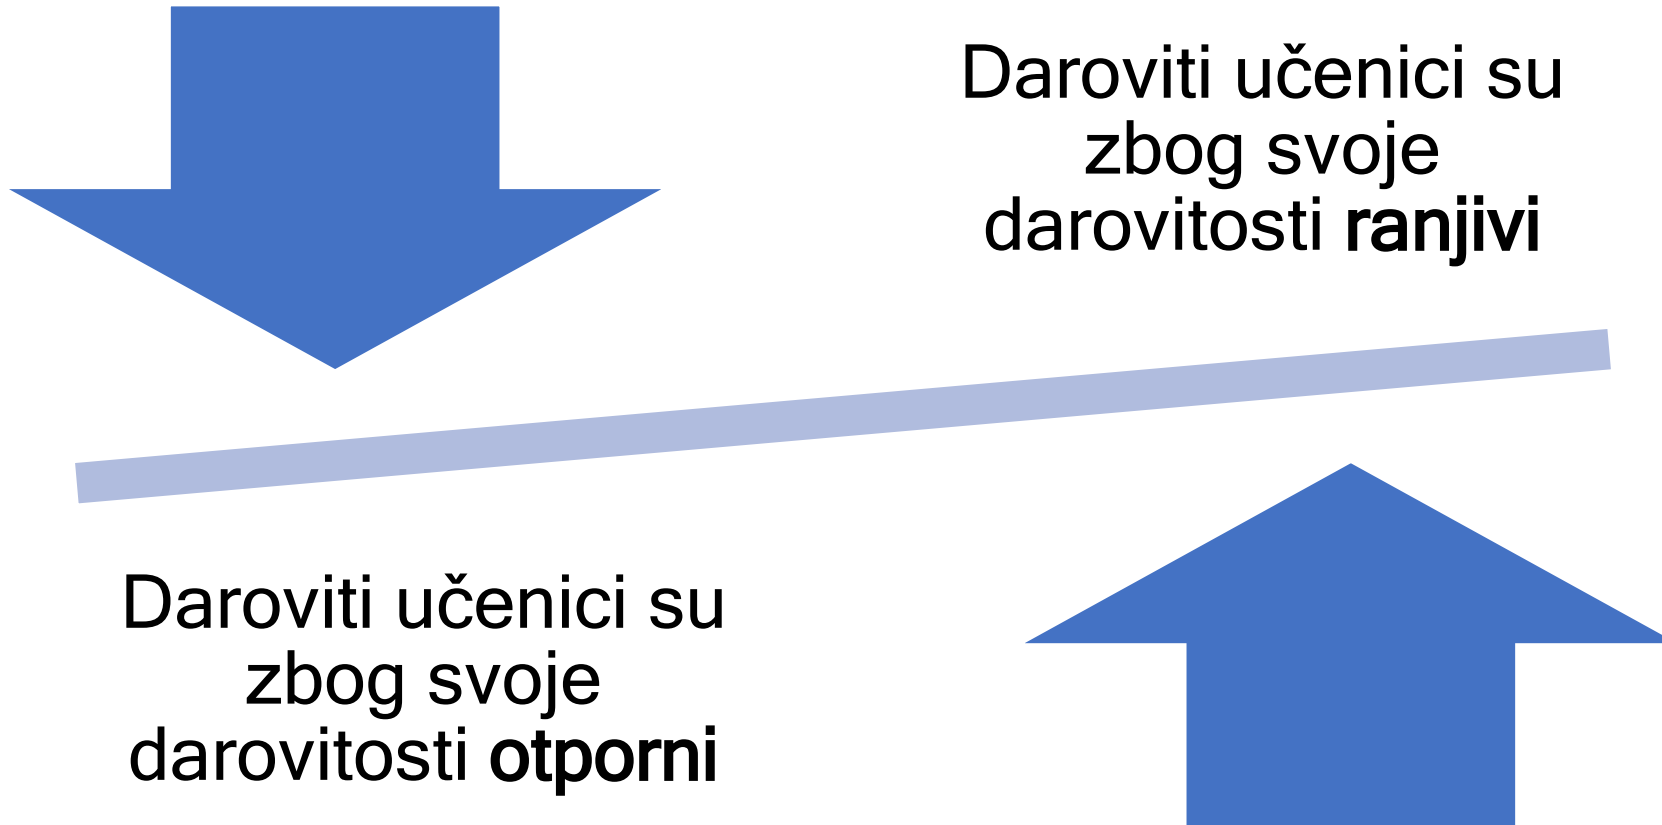 Daroviti učenici su
zbog svoje
darovitosti ranjivi
Daroviti učenici su
zbog svoje
darovitosti otporni